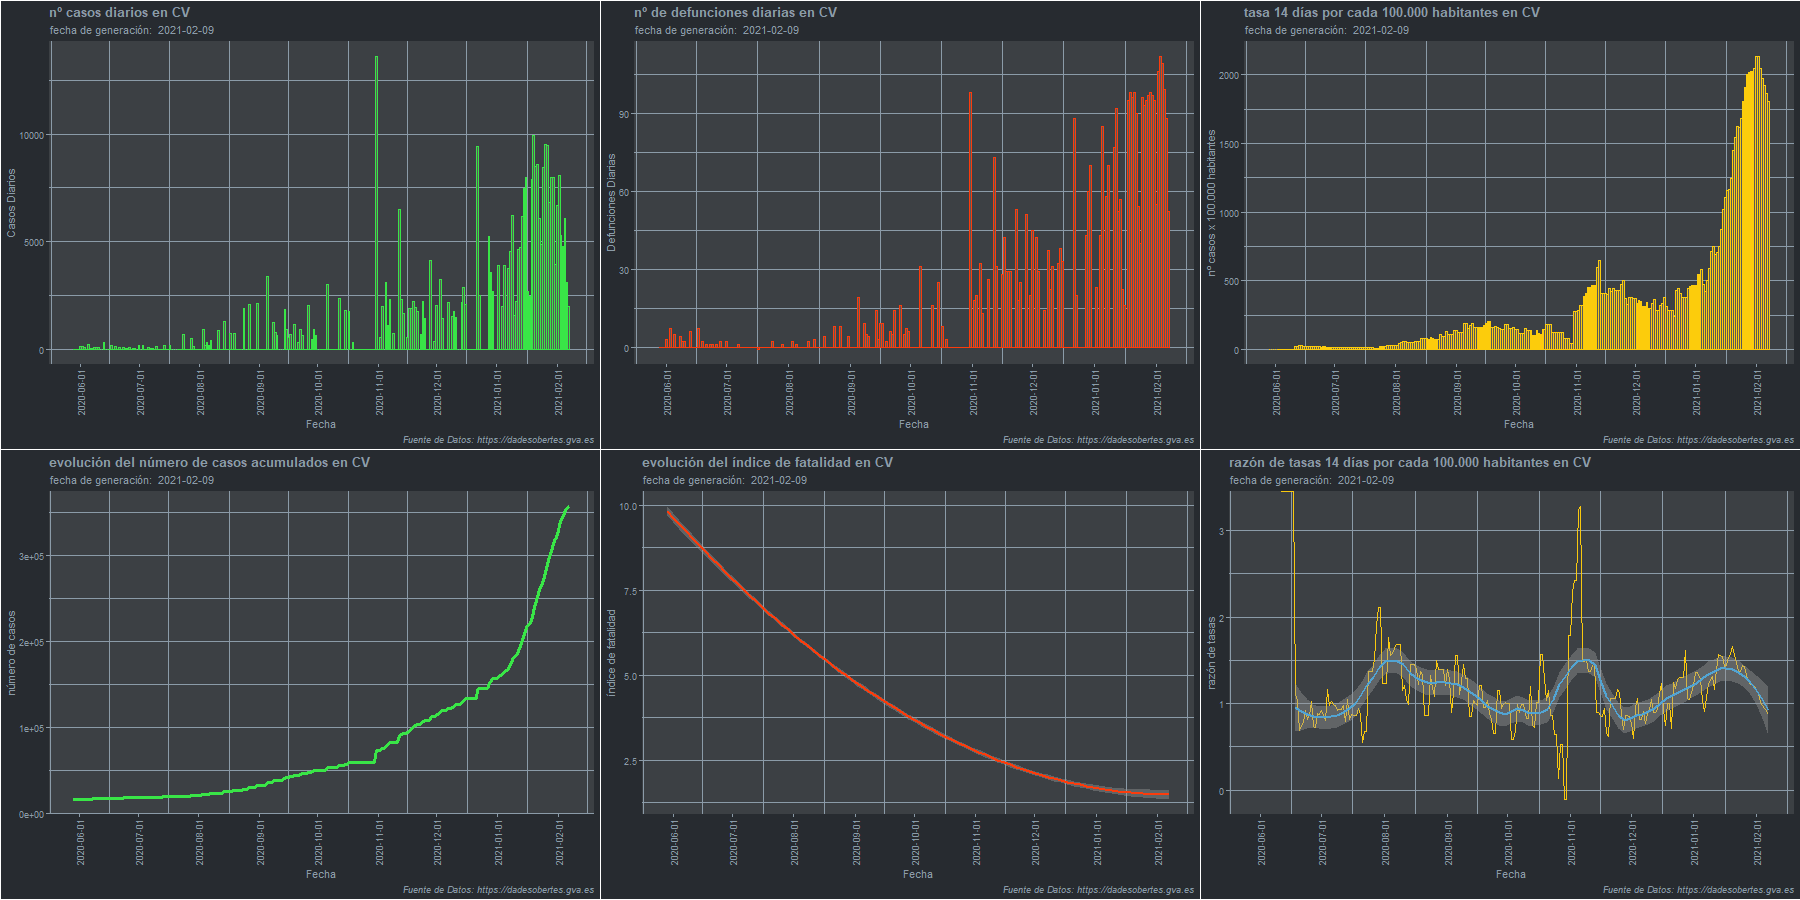 nº casos diarios en CV
fecha de generación: 2021-02-09
Casos Diarios
10000
5000
0
2020-06-01
2020-07-01
2020-08-01
2020-09-01
2020-10-01
2020-11-01
2020-12-01
2021-01-01
2021-02-01
Fecha
Fuente de Datos: https://dadesobertes.gva.es
nº de defunciones diarias en CV
fecha de generación: 2021-02-09
Defunciones Diarias
90
60
30
0
2020-06-01
2020-07-01
2020-08-01
2020-09-01
2020-10-01
2020-11-01
2020-12-01
2021-01-01
2021-02-01
Fecha
Fuente de Datos: https://dadesobertes.gva.es
tasa 14 días por cada 100.000 habitantes en CV
fecha de generación: 2021-02-09
nº casos x 100.000 habitantes
2000
1500
1000
500
0
2020-06-01
2020-07-01
2020-08-01
2020-09-01
2020-10-01
2020-11-01
2020-12-01
2021-01-01
2021-02-01
Fecha
Fuente de Datos: https://dadesobertes.gva.es
evolución del número de casos acumulados en CV
fecha de generación: 2021-02-09
número de casos
3e+05
2e+05
1e+05
0e+00
2020-06-01
2020-07-01
2020-08-01
2020-09-01
2020-10-01
2020-11-01
2020-12-01
2021-01-01
2021-02-01
Fecha
Fuente de Datos: https://dadesobertes.gva.es
evolución del índice de fatalidad en CV
fecha de generación: 2021-02-09
índice de fatalidad
10.0
7.5
5.0
2.5
2020-06-01
2020-07-01
2020-08-01
2020-09-01
2020-10-01
2020-11-01
2020-12-01
2021-01-01
2021-02-01
Fecha
Fuente de Datos: https://dadesobertes.gva.es
razón de tasas 14 días por cada 100.000 habitantes en CV
fecha de generación: 2021-02-09
razón de tasas
3
2
1
0
2020-06-01
2020-07-01
2020-08-01
2020-09-01
2020-10-01
2020-11-01
2020-12-01
2021-01-01
2021-02-01
Fecha
Fuente de Datos: https://dadesobertes.gva.es